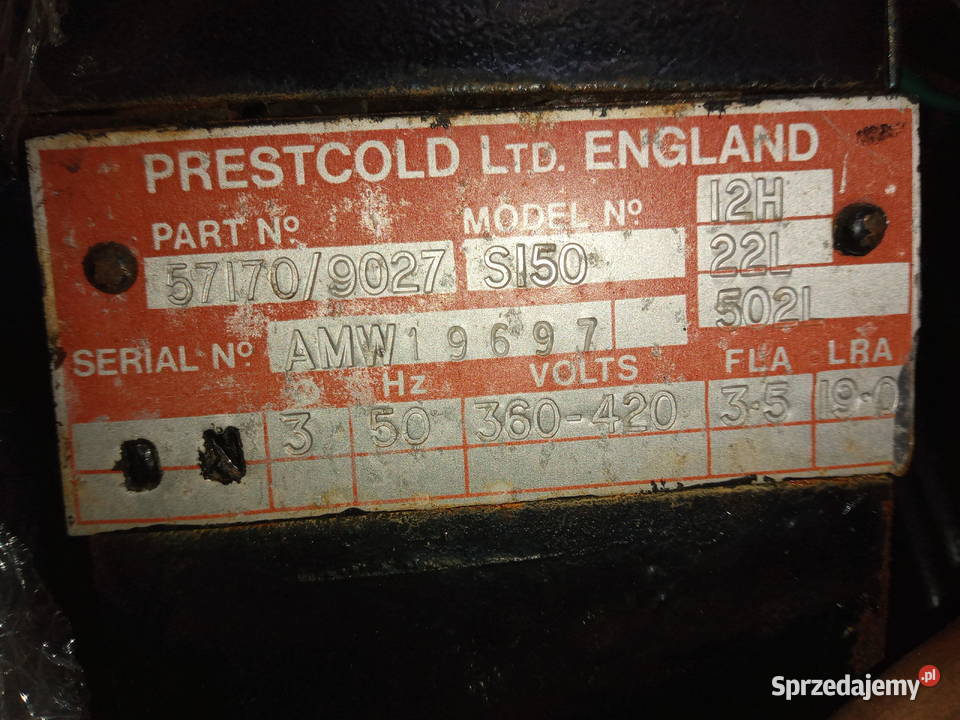 PRESTCOLD LTD. ENGLAND
PART Nº MODEL Nº 12H
57170/9027 S150 22L
5021
SERIAL Nº AMW19697
Hz VOLTS FLA LRA
3 50 360-420 3·5 19·0
Sprzedajemy.pl